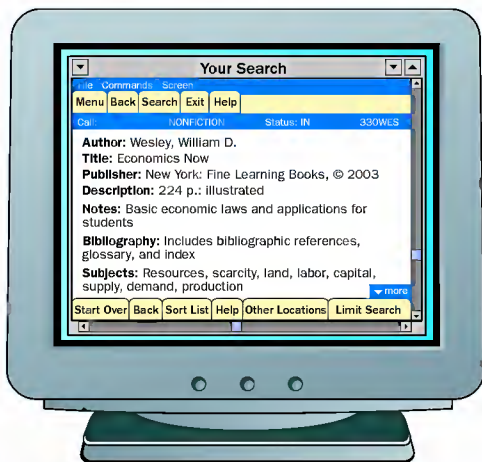 Your Search
File Commands Screen
Menu Back Search Exit Help
Call: NONFICTION Status: IN 330WES
Author: Wesley, William D.
Title: Economics Now
Publisher: New York: Fine Learning Books, © 2003
Description: 224 p.: illustrated
Notes: Basic economic laws and applications for
students
Bibliography: Includes bibliographic references,
glossary, and index
Subjects: Resources, scarcity, land, labor, capital,
supply, demand, production
more
Start Over Back Sort List Help Other Locations Limit Search